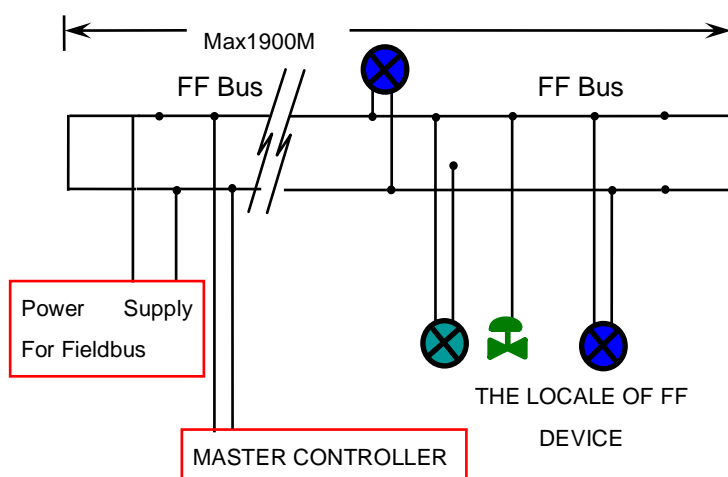 Max1900M
FF Bus
FF Bus
Power Supply
For Fieldbus
THE LOCALE OF FF
DEVICE
MASTER CONTROLLER